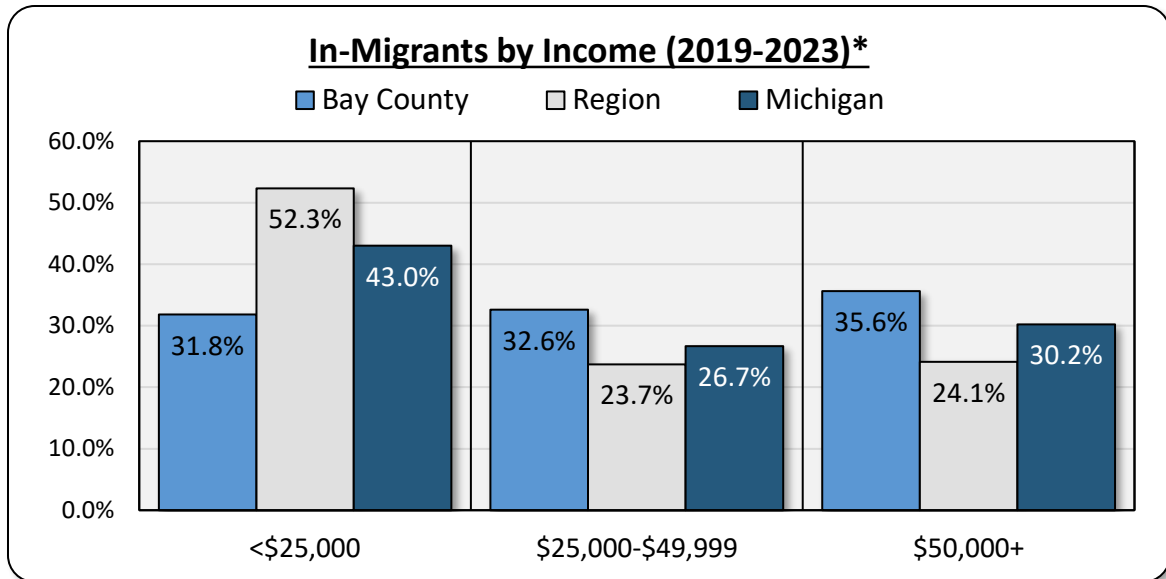 In-Migrants by Income (2019-2023)*
Bay County Region Michigan
60.0%
50.0%
40.0%
30.0%
20.0%
10.0%
0.0%
31.8% 52.3% 43.0%
32.6% 23.7% 26.7%
35.6% 24.1% 30.2%
<$25,000 $25,000-$49,999 $50,000+